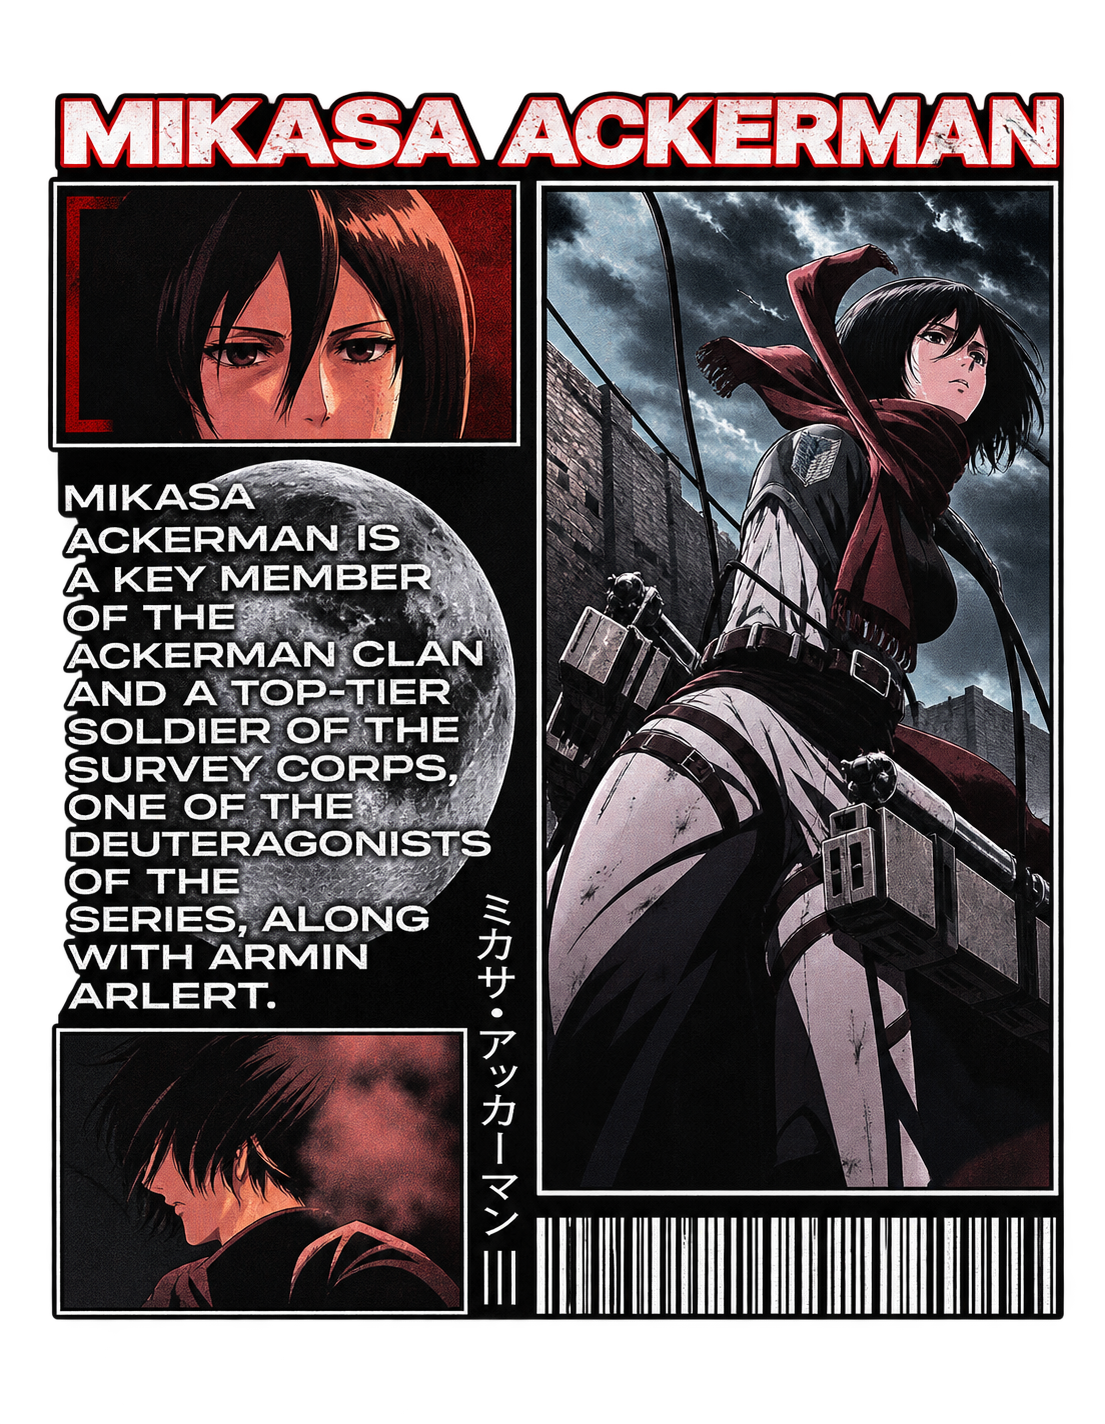 MIKASA ACKERMAN
MIKASA
ACKERMAN IS
A KEY MEMBER
OF THE
ACKERMAN CLAN
AND A TOP-TIER
SOLDIER OF THE
SURVEY CORPS,
ONE OF THE
DEUTERAGONISTS
OF THE
SERIES, ALONG
WITH ARMIN
ARLERT.
ミカサ・アッカーマン